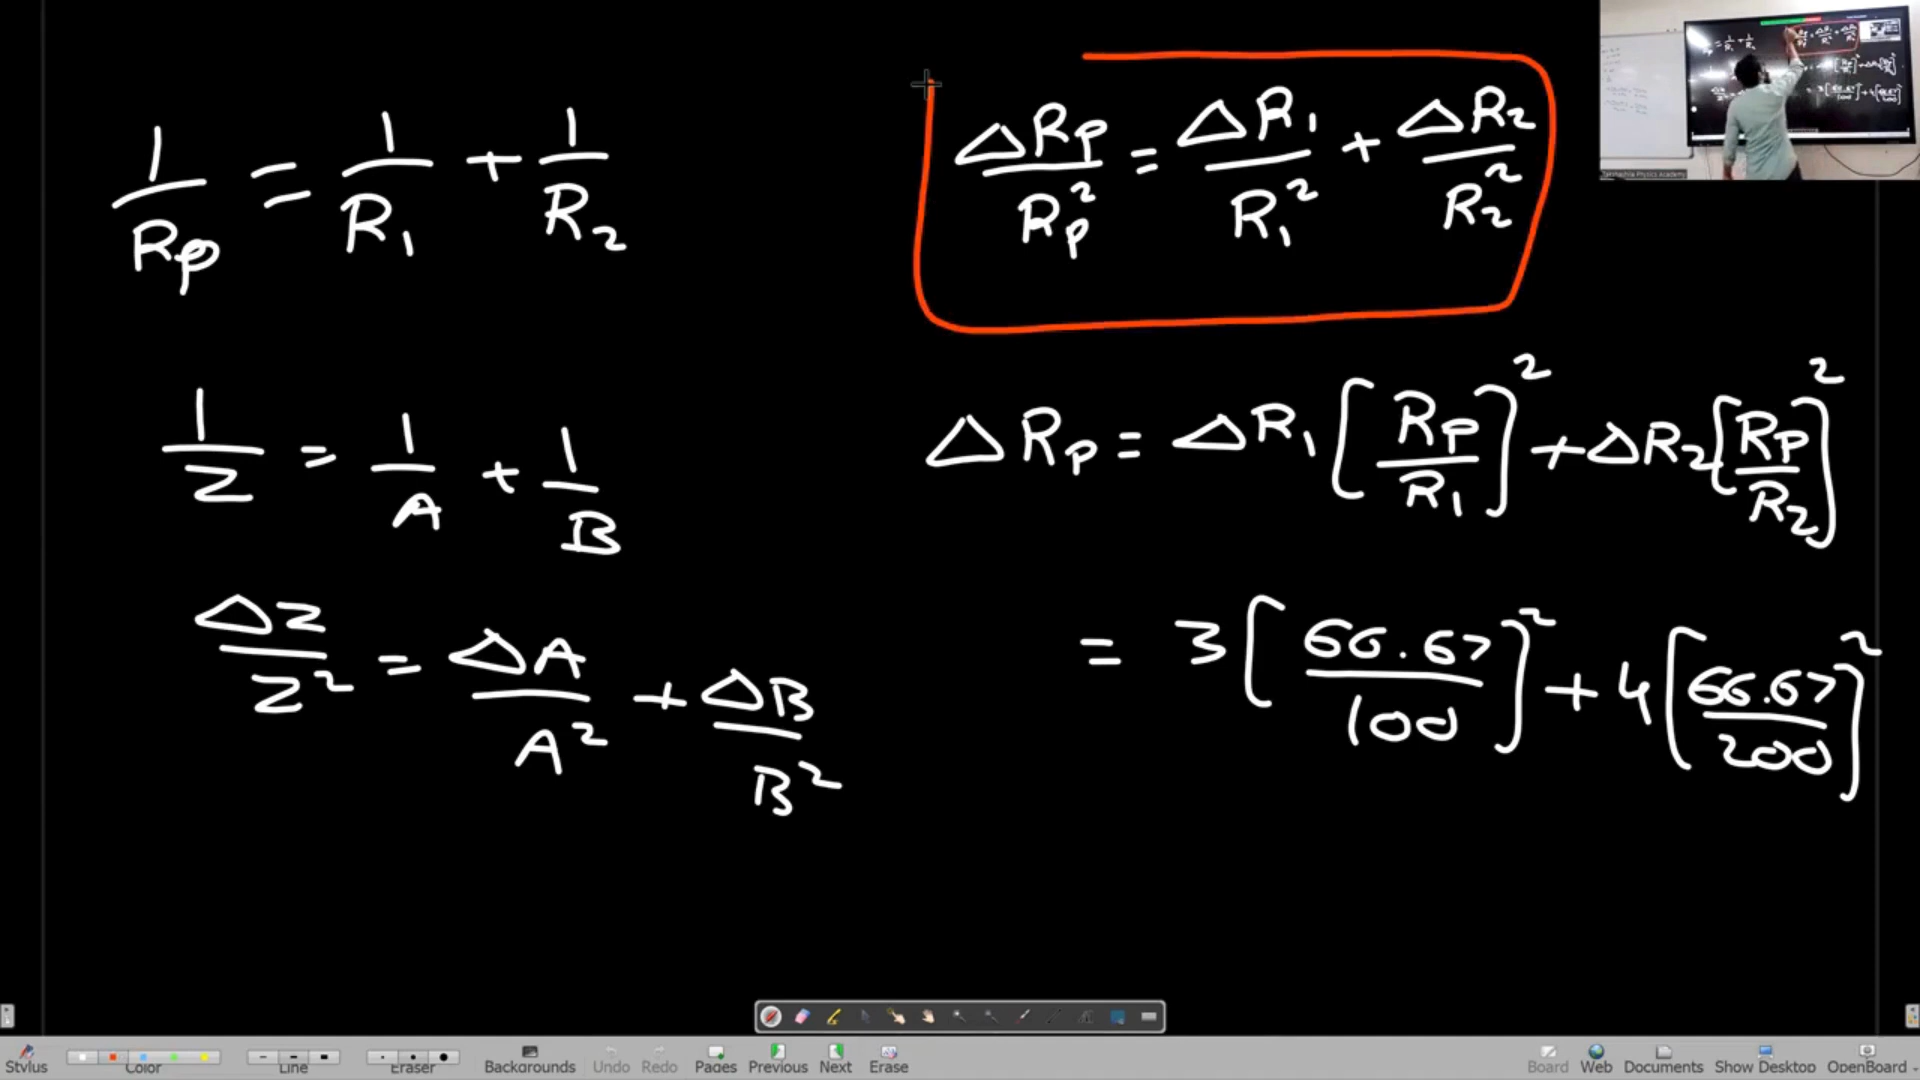 1/Rp = 1/R₁ + 1/R₂
ΔRp/Rp² = ΔR₁/R₁² + ΔR₂/R₂²
1/Z = 1/A + 1/B
ΔRp = ΔR₁ [Rp/R₁]² + ΔR₂ [Rp/R₂]²
ΔZ/Z² = ΔA/A² + ΔB/B²
= 3 [66.67/100]² + 4 [66.67/200]²
Takshashila Physics Academy
Stylus Color Line Eraser Backgrounds Undo Redo Pages Previous Next Erase Board Web Documents Show Desktop OpenBoard